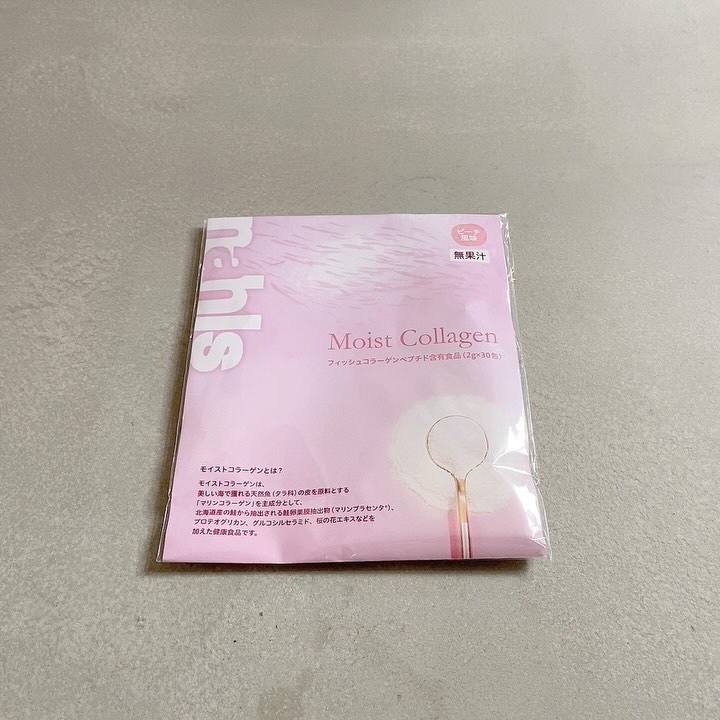 nahls
ピーチ
風味
無果汁
Moist Collagen
フィッシュコラーゲンペプチド含有食品(2g×30包)
モイストコラーゲンとは？
モイストコラーゲンは、
美しい海で獲れる天然魚(タラ科)の皮を原料とする
「マリンコラーゲン」を主成分として、
北海道産の鮭から抽出される鮭卵巣膜抽出物(マリンプラセンタ®)、
プロテオグリカン、グルコシルセラミド、桜の花エキスなどを
加えた健康食品です。